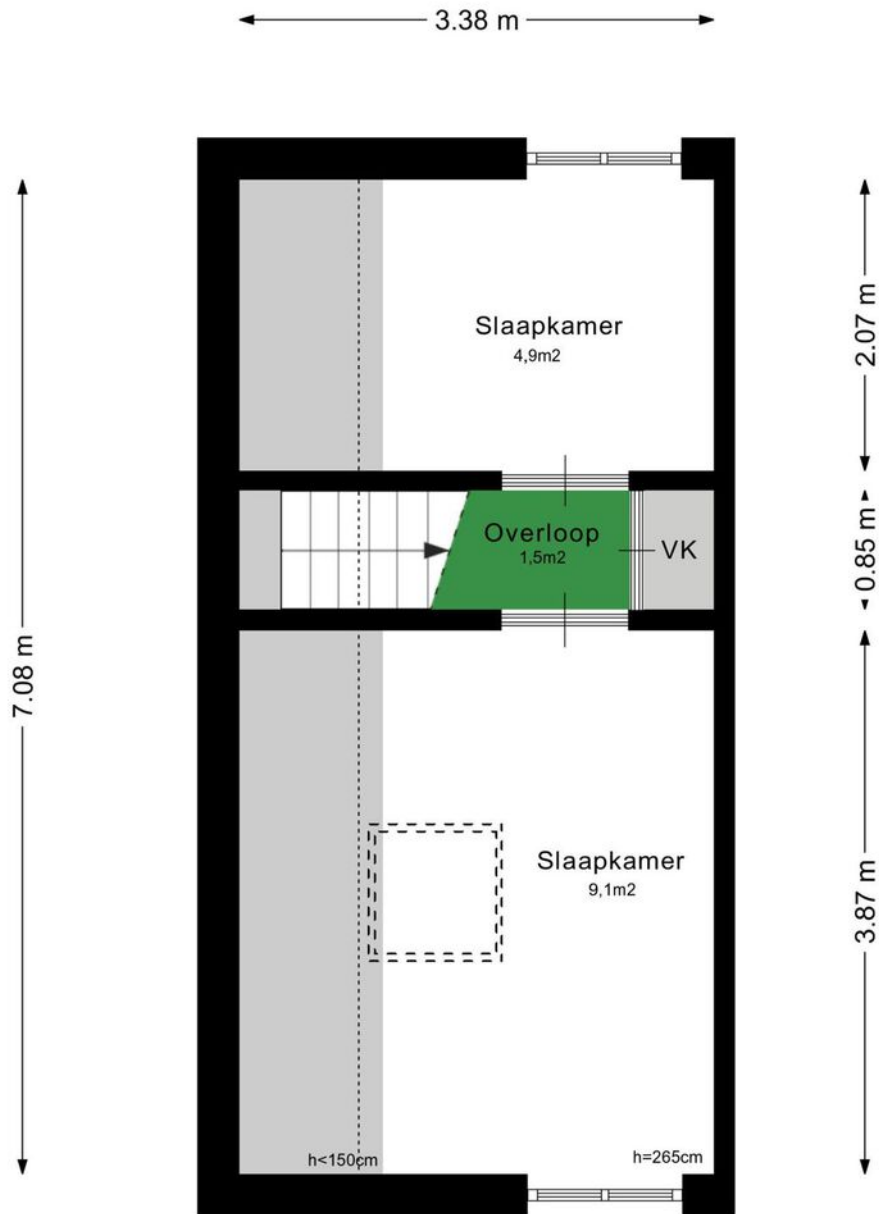 3.38 m
2.07 m
Slaapkamer
4,9m2
0.85 m
Overloop
1,5m2
VK
7.08 m
3.87 m
Slaapkamer
9,1m2
h<150cm
h=265cm